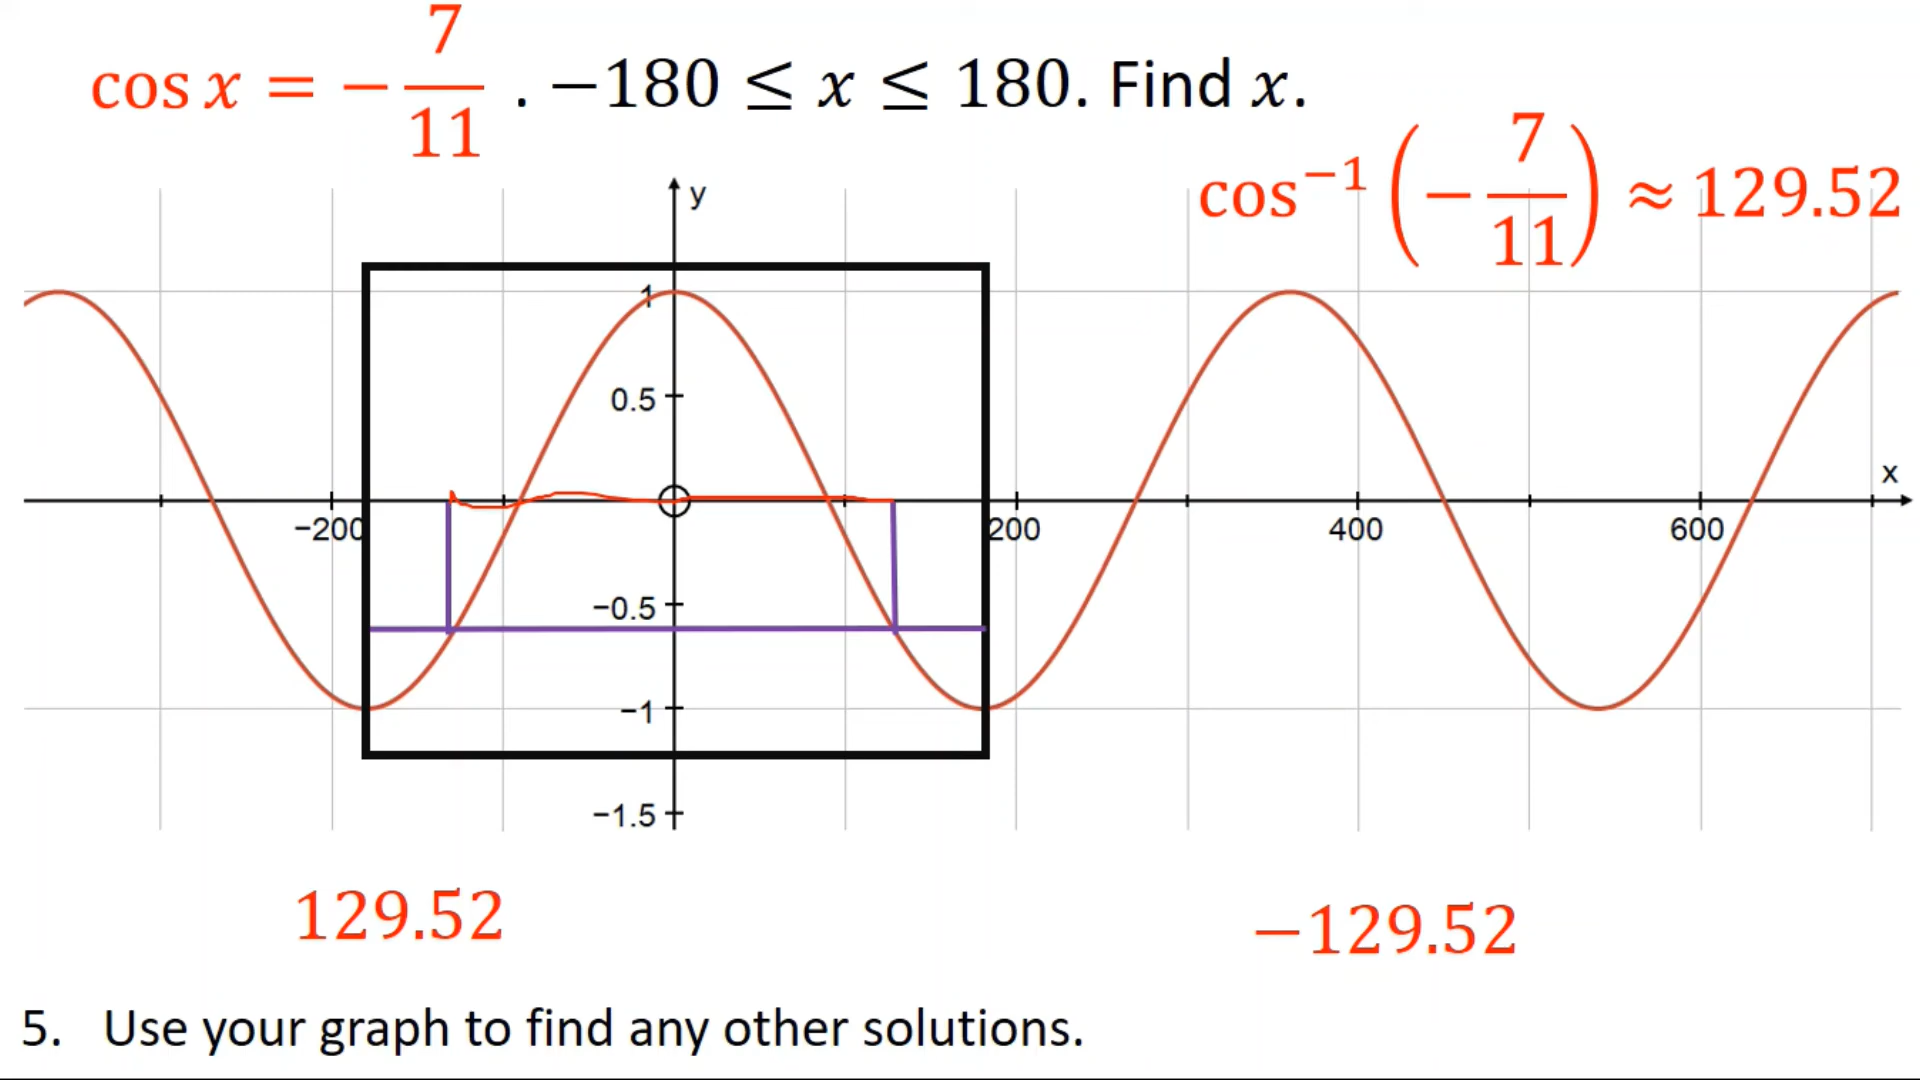 cos x = −7/11 . −180 ≤ x ≤ 180. Find x.
cos⁻¹(−7/11) ≈ 129.52
y
1
0.5
x
−200
200
400
600
−0.5
−1
−1.5
129.52
−129.52
5. Use your graph to find any other solutions.